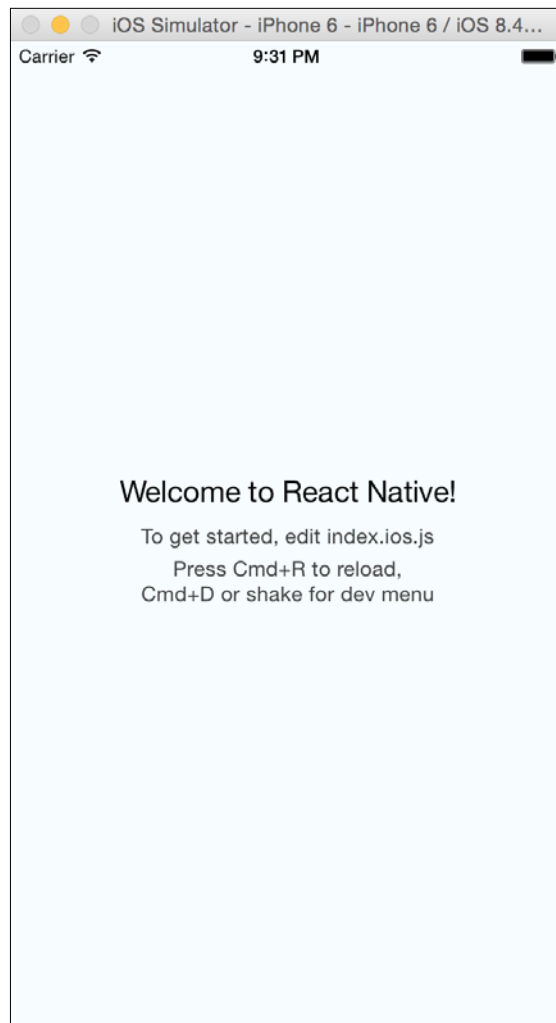 iOS Simulator - iPhone 6 - iPhone 6 / iOS 8.4...
Carrier 9:31 PM
Welcome to React Native!
To get started, edit index.ios.js
Press Cmd+R to reload,
Cmd+D or shake for dev menu